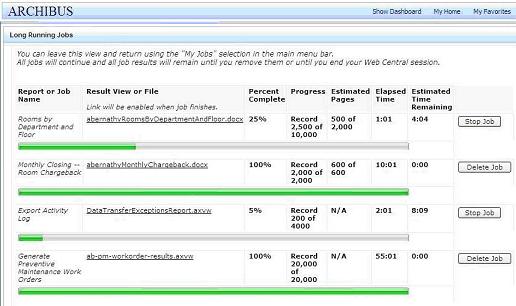 ARCHIBUS
Show Dashboard My Home My Favorites
Long Running Jobs
You can leave this view and return using the "My Jobs" selection in the main menu bar.
All jobs will continue and all job results will remain until you remove them or until you end your Web Central session.
Report or Job Name Result View or File Percent Complete Progress Estimated Pages Elapsed Time Estimated Time Remaining
Link will be enabled when job finishes.
Rooms by Department and Floor abernathyRoomsByDepartmentAndFloor.docx 25% Record 2,500 of 10,000 500 of 2,000 1:01 4:04 Stop Job
Monthly Closing -- Room Chargeback abernathyMonthlyChargeback.docx 100% Record 2,000 of 2,000 600 of 600 10:01 0:00 Delete Job
Export Activity Log DataTransferExceptionsReport.axvw 5% Record 200 of 4000 N/A 2:01 8:09 Stop Job
Generate Preventive Maintenance Work Orders ab-pm-workorder-results.axvw 100% Record 20,000 of 20,000 N/A 55:01 0:00 Delete Job